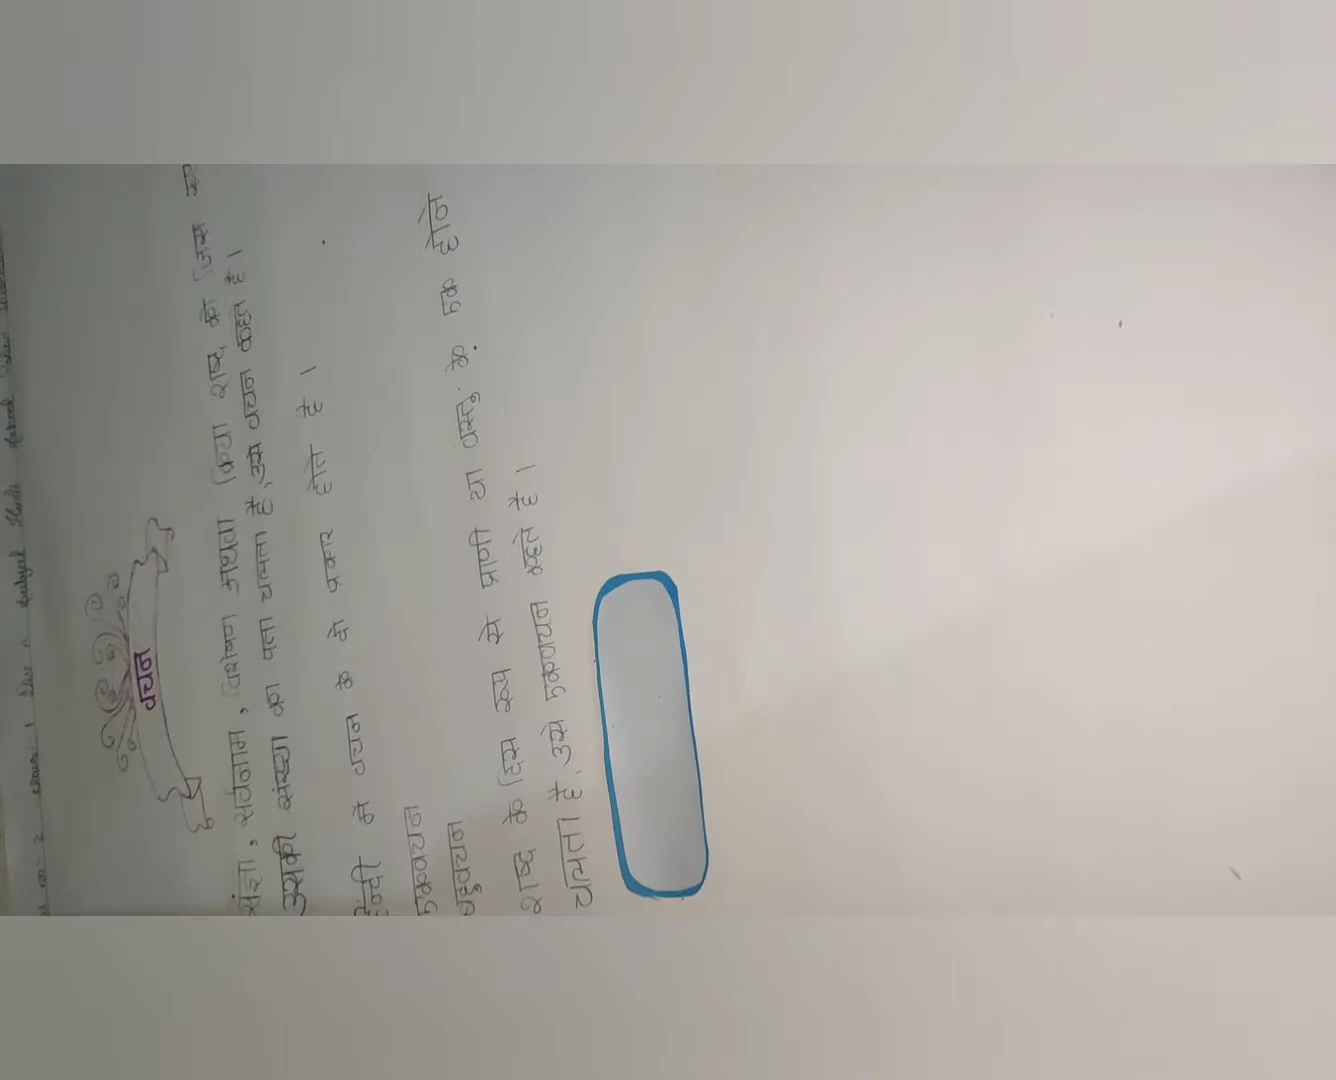 वचन
संज्ञा, सर्वनाम, विशेषण अथवा क्रिया शब्द के जिस
उसकी संख्या का पता चलता है, उसे वचन कहते है।
हिन्दी में वचन के दो प्रकार होते है।
एकवचन
बहुवचन
शब्द के जिस रूप से प्राणी या वस्तु के एक होने
चलता है, उसे एकवचन कहते है।